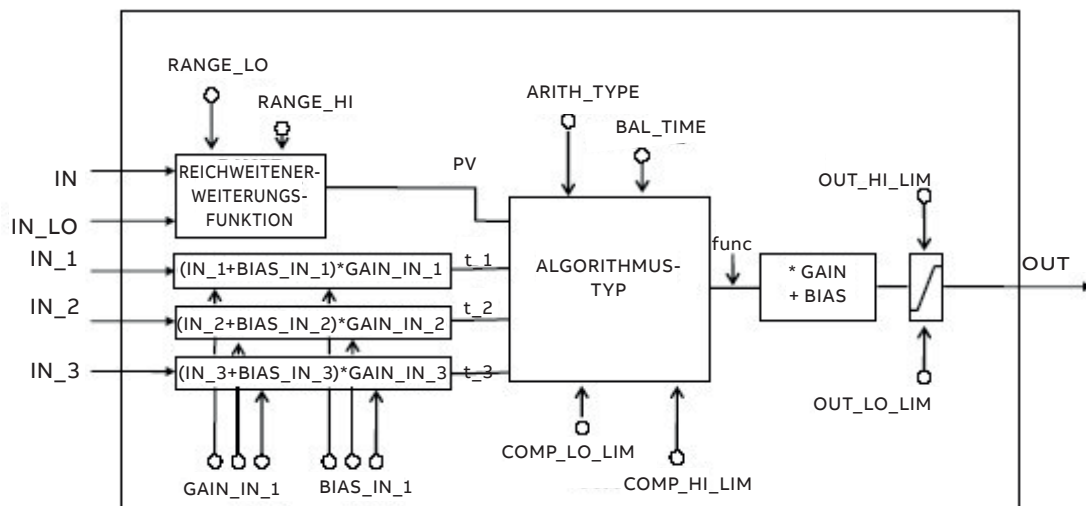 RANGE_LO
RANGE_HI
ARITH_TYPE
BAL_TIME
IN
REICHWEITENER-
WEITERUNGS-
FUNKTION
PV
OUT_HI_LIM
IN_LO
IN_1
(IN_1+BIAS_IN_1)*GAIN_IN_1
t_1
ALGORITHMUS-
TYP
func
* GAIN
+ BIAS
OUT
IN_2
(IN_2+BIAS_IN_2)*GAIN_IN_2
t_2
IN_3
(IN_3+BIAS_IN_3)*GAIN_IN_3
t_3
OUT_LO_LIM
COMP_LO_LIM
COMP_HI_LIM
GAIN_IN_1
BIAS_IN_1